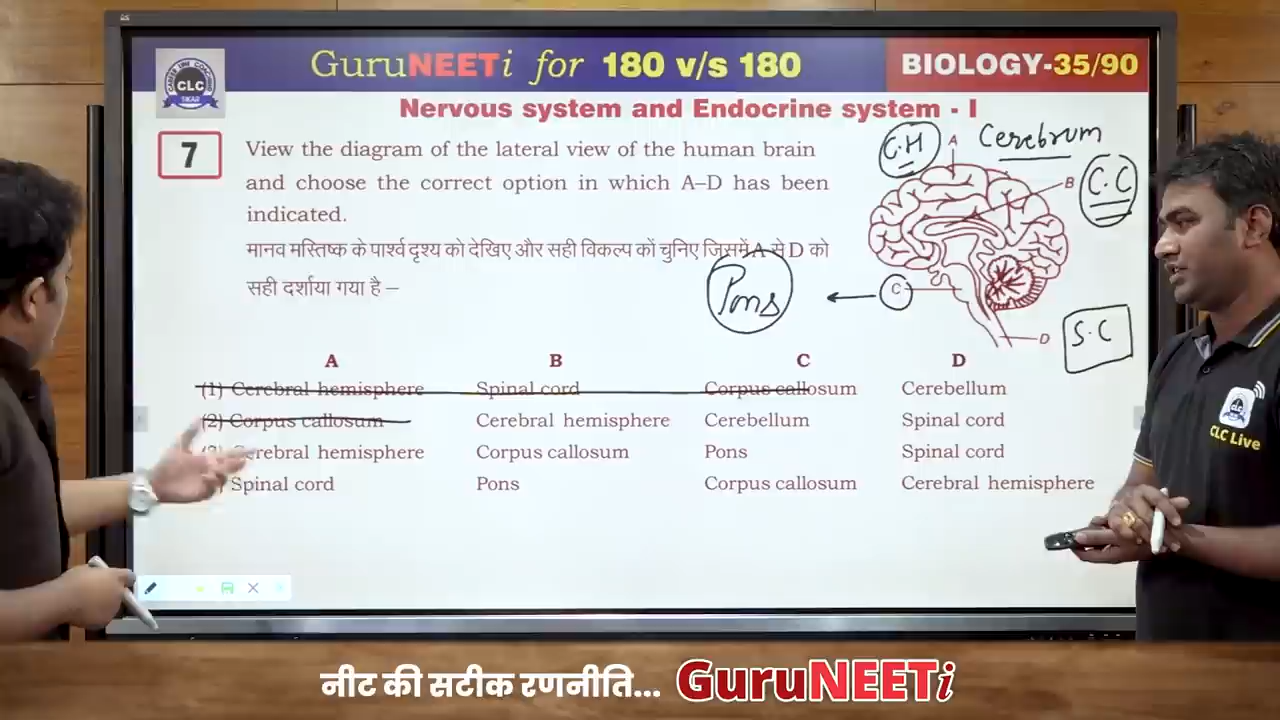 GuruNEETi for 180 v/s 180
BIOLOGY-35/90
CLC
SIKAR
Nervous system and Endocrine system - I
7
View the diagram of the lateral view of the human brain
and choose the correct option in which A–D has been
indicated.
मानव मस्तिष्क के पार्श्व दृश्य को देखिए और सही विकल्प कों चुनिए जिसमें A से D को
सही दर्शाया गया है –
C.H
A
Cerebrum
B
C.C
Pons
C
D
S.C
A B C D
(1) Cerebral hemisphere Spinal cord Corpus callosum Cerebellum
(2) Corpus callosum Cerebral hemisphere Cerebellum Spinal cord
(3) Cerebral hemisphere Corpus callosum Pons Spinal cord
Spinal cord Pons Corpus callosum Cerebral hemisphere
CLC
CLC Live
नीट की सटीक रणनीति... GuruNEETi